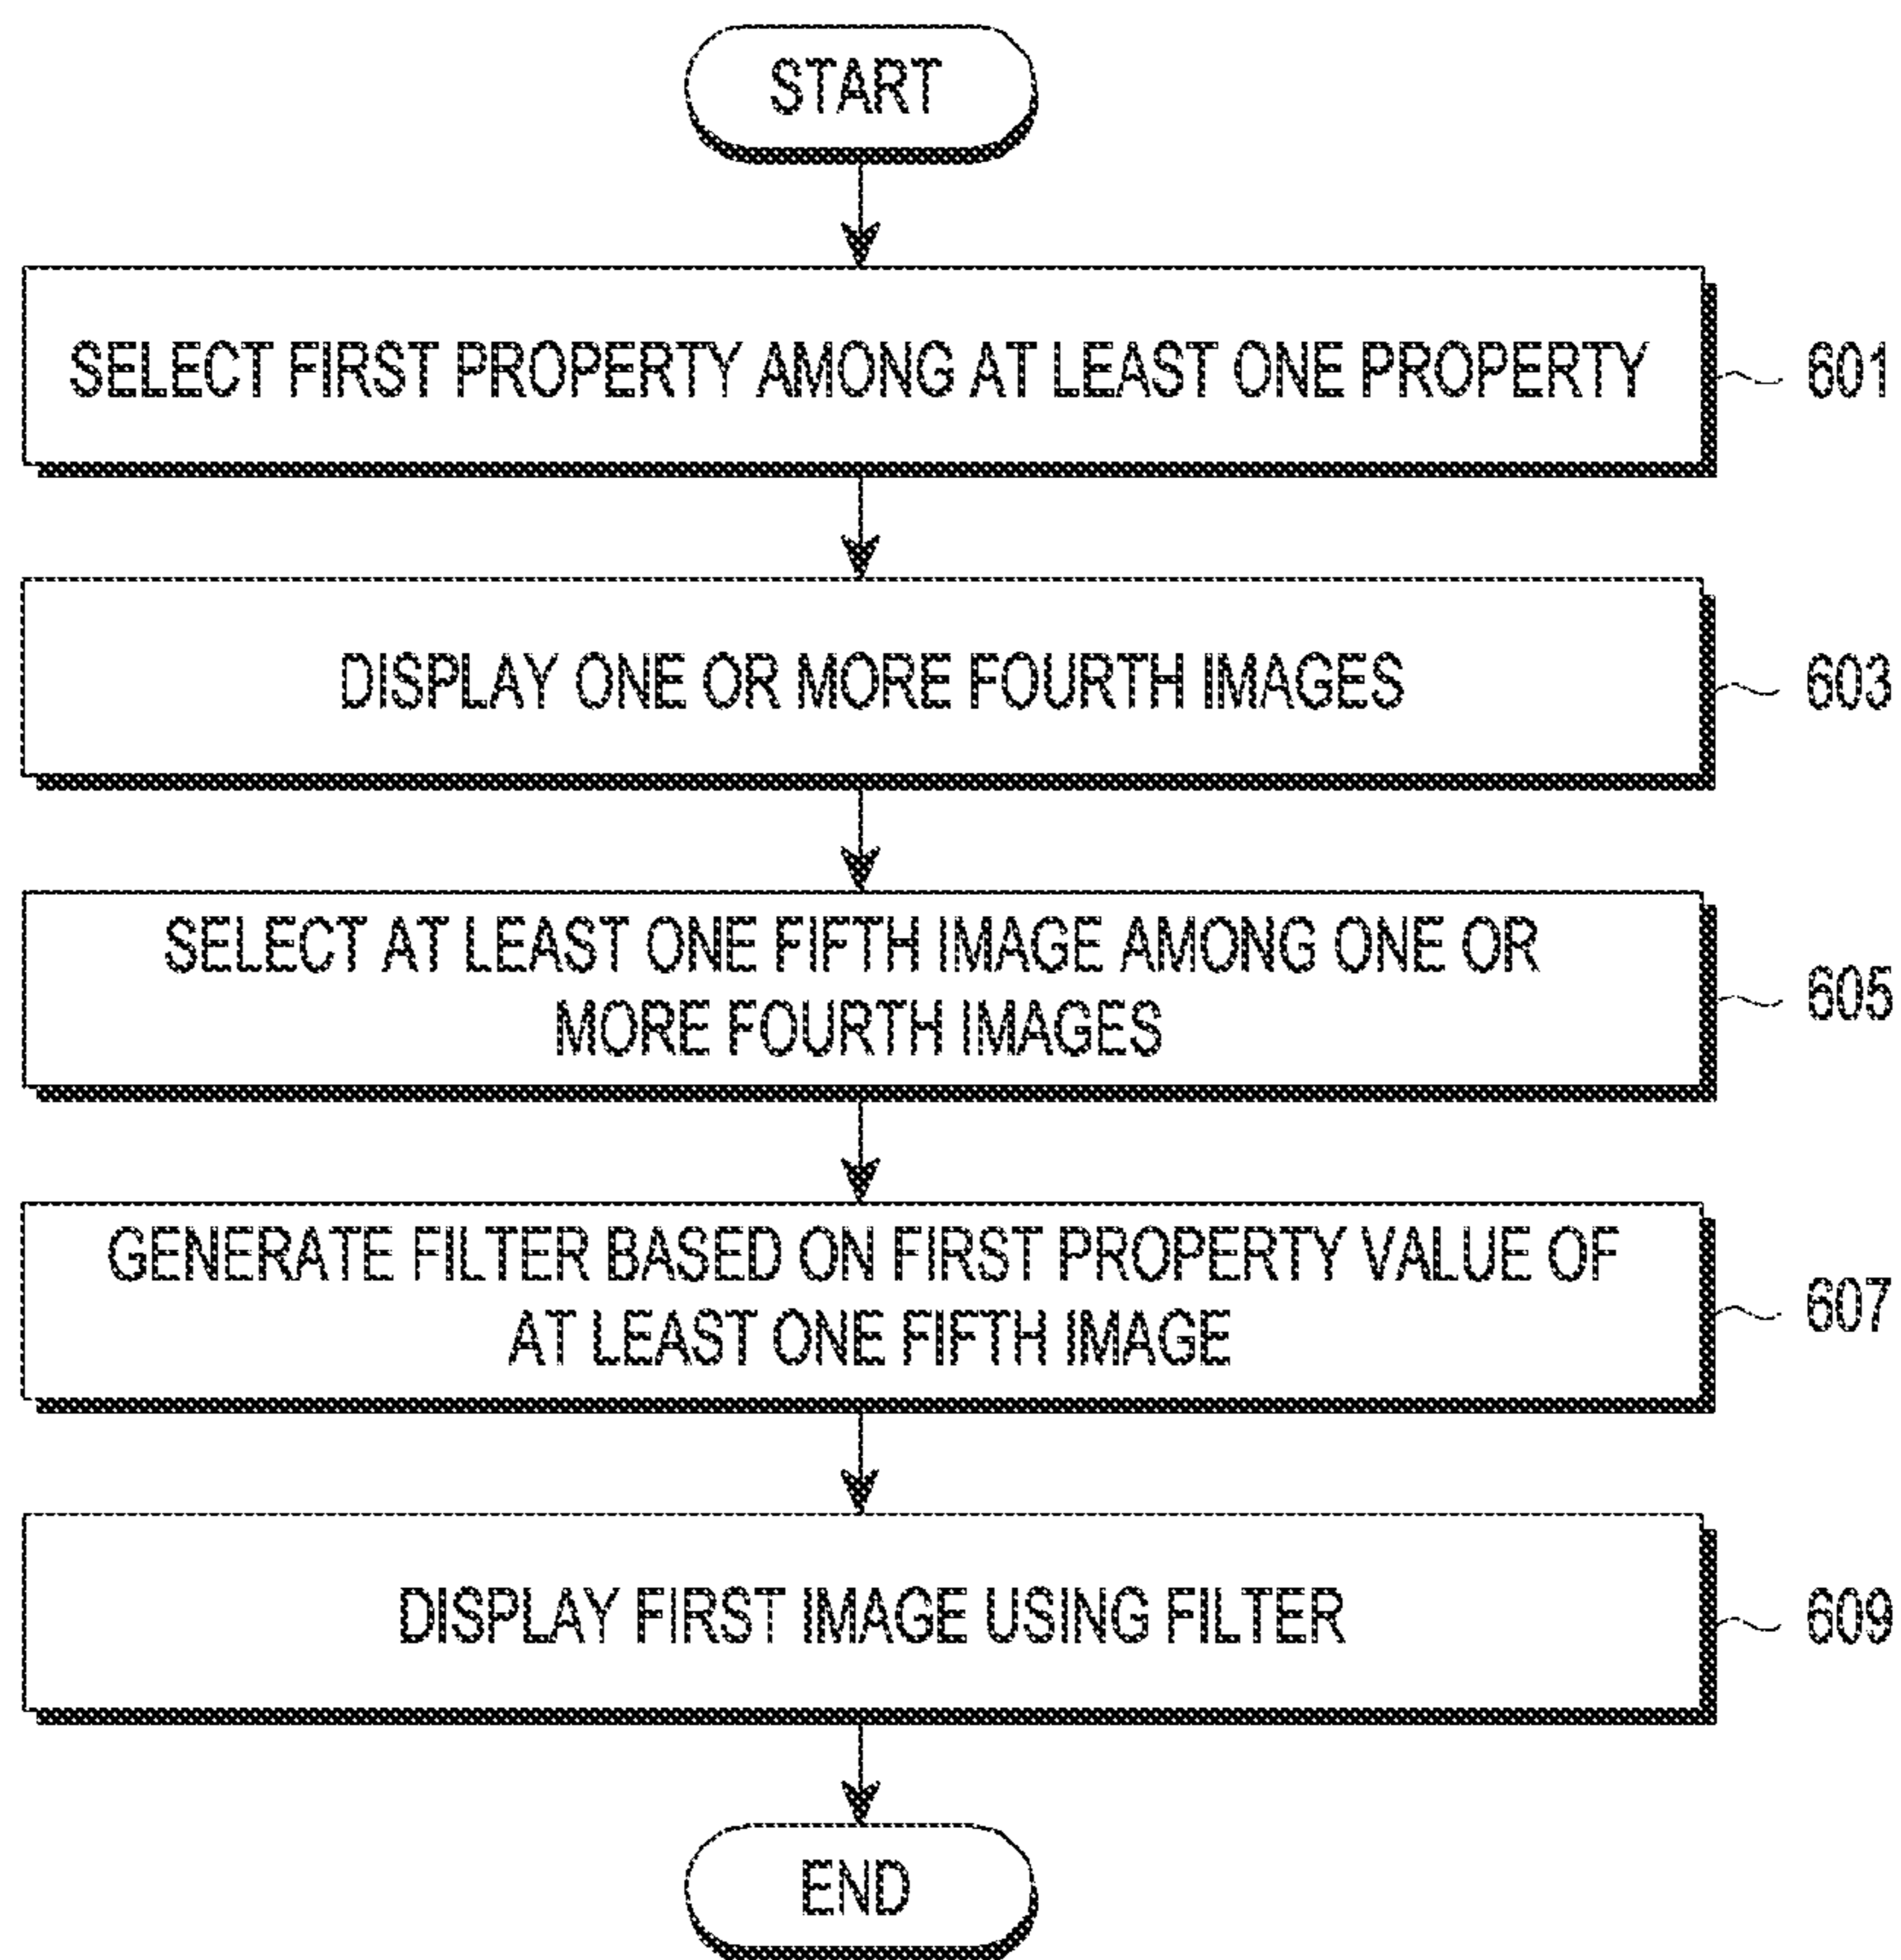 START
SELECT FIRST PROPERTY AMONG AT LEAST ONE PROPERTY
601
DISPLAY ONE OR MORE FOURTH IMAGES
603
SELECT AT LEAST ONE FIFTH IMAGE AMONG ONE OR
MORE FOURTH IMAGES
605
GENERATE FILTER BASED ON FIRST PROPERTY VALUE OF
AT LEAST ONE FIFTH IMAGE
607
DISPLAY FIRST IMAGE USING FILTER
609
END